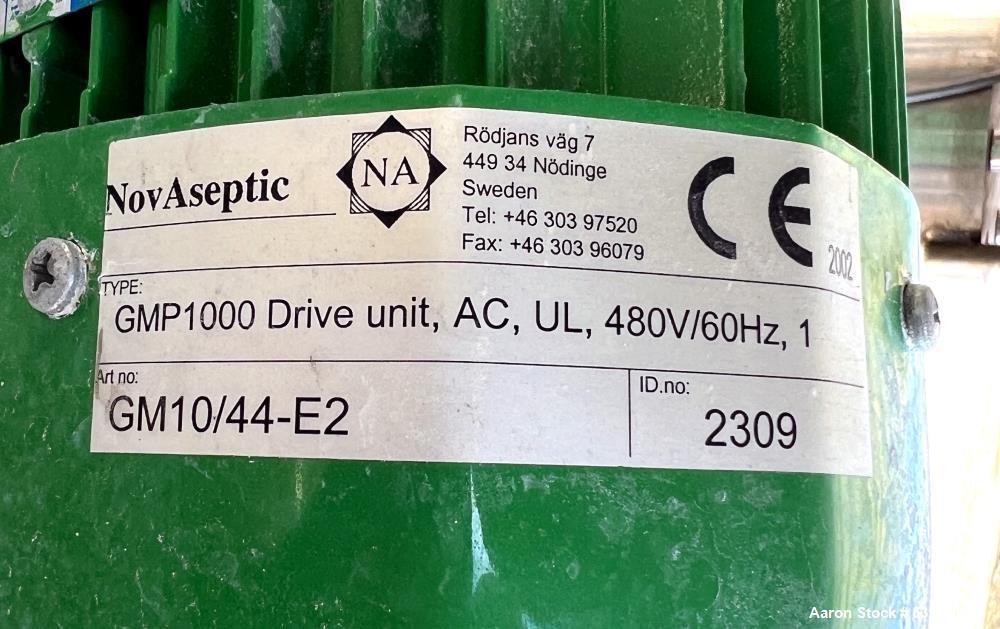 NovAseptic
NA
Rödjans väg 7
449 34 Nödinge
Sweden
Tel: +46 303 97520
Fax: +46 303 96079
CE
2002
TYPE:
GMP1000 Drive unit, AC, UL, 480V/60Hz, 1
Art no:
GM10/44-E2
ID.no:
2309
Aaron Stock #